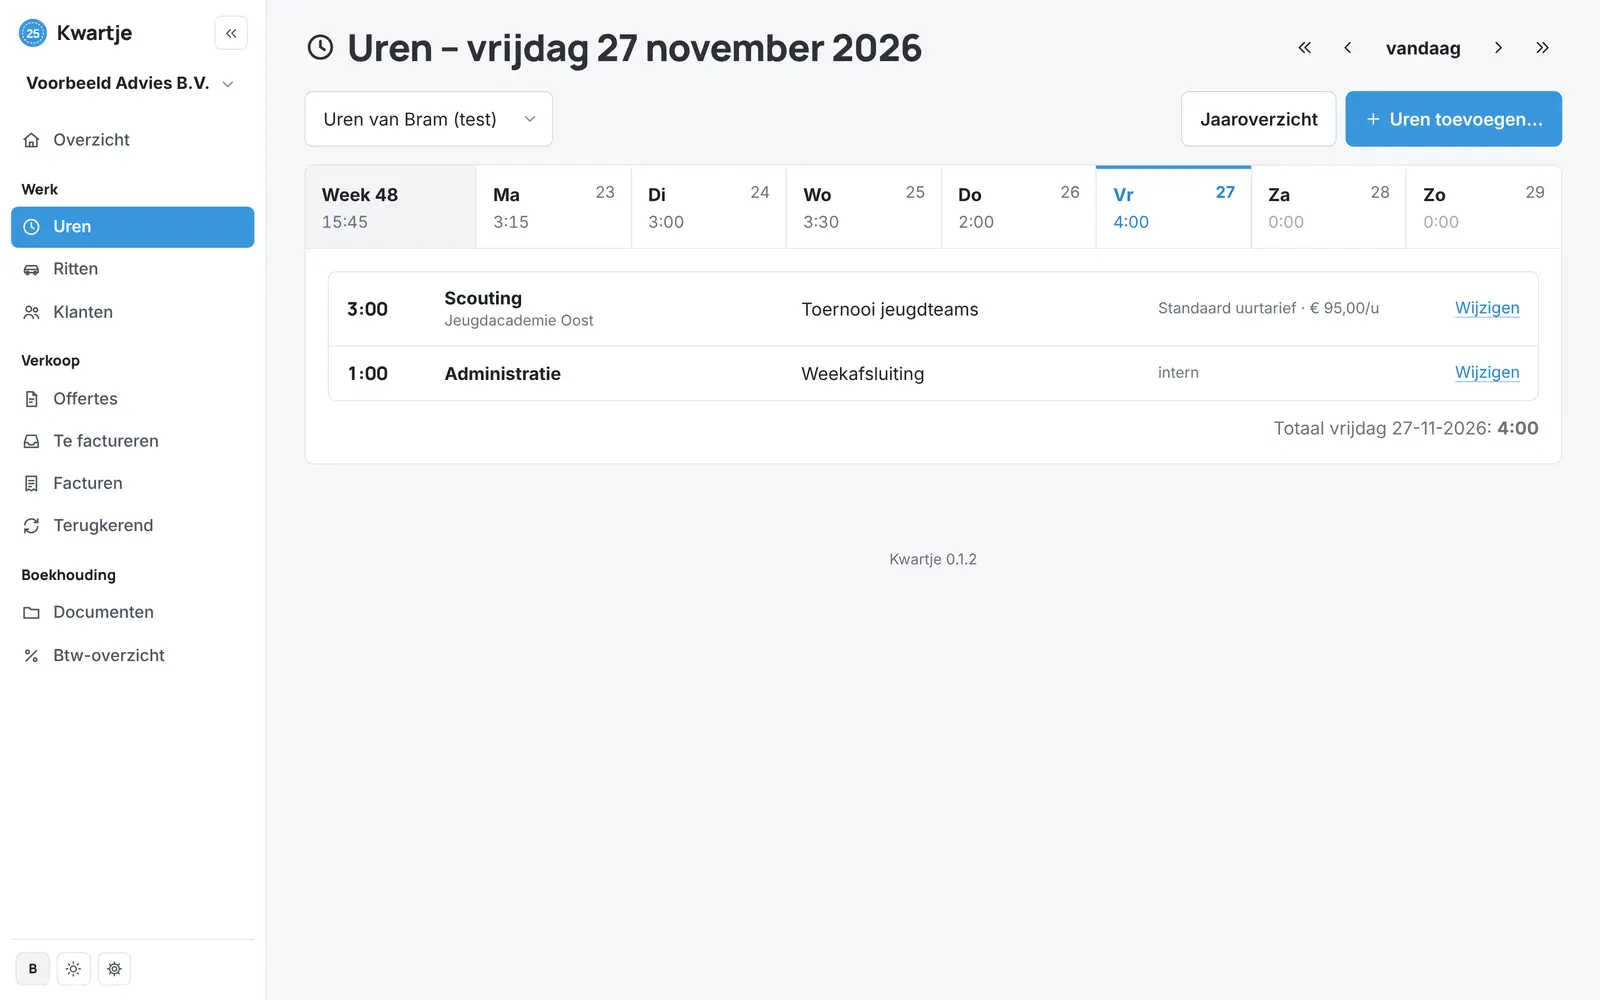 25 Kwartje
Voorbeeld Advies B.V.
Overzicht
Werk
Uren
Ritten
Klanten
Verkoop
Offertes
Te factureren
Facturen
Terugkerend
Boekhouding
Documenten
Btw-overzicht
B
Uren – vrijdag 27 november 2026
vandaag
Uren van Bram (test)
Jaaroverzicht
+ Uren toevoegen...
Week 48 Ma 23 Di 24 Wo 25 Do 26 Vr 27 Za 28 Zo 29
15:45 3:15 3:00 3:30 2:00 4:00 0:00 0:00
3:00 Scouting Toernooi jeugdteams Standaard uurtarief · € 95,00/u Wijzigen
Jeugdacademie Oost
1:00 Administratie Weekafsluiting intern Wijzigen
Totaal vrijdag 27-11-2026: 4:00
Kwartje 0.1.2